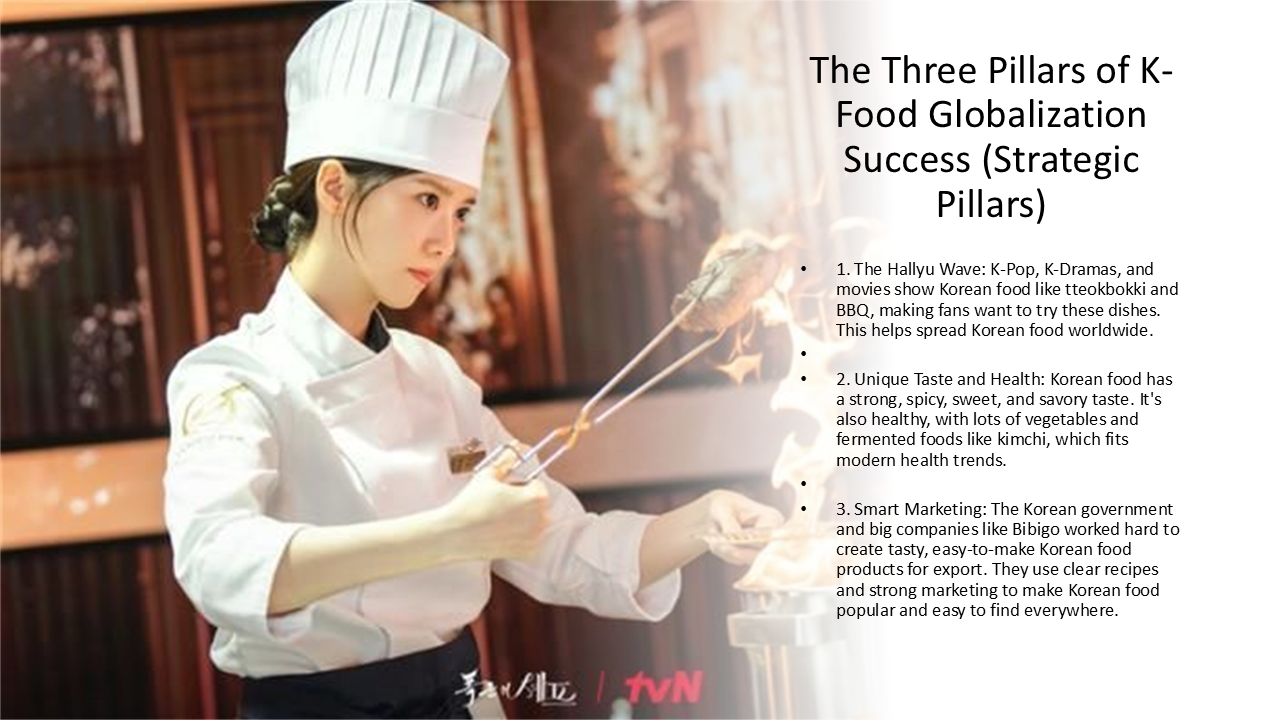 The Three Pillars of K-
Food Globalization
Success (Strategic
Pillars)
• 1. The Hallyu Wave: K-Pop, K-Dramas, and
movies show Korean food like tteokbokki and
BBQ, making fans want to try these dishes.
This helps spread Korean food worldwide.
•
• 2. Unique Taste and Health: Korean food has
a strong, spicy, sweet, and savory taste. It's
also healthy, with lots of vegetables and
fermented foods like kimchi, which fits
modern health trends.
•
• 3. Smart Marketing: The Korean government
and big companies like Bibigo worked hard to
create tasty, easy-to-make Korean food
products for export. They use clear recipes
and strong marketing to make Korean food
popular and easy to find everywhere.
폭군의 셰프 | tvN